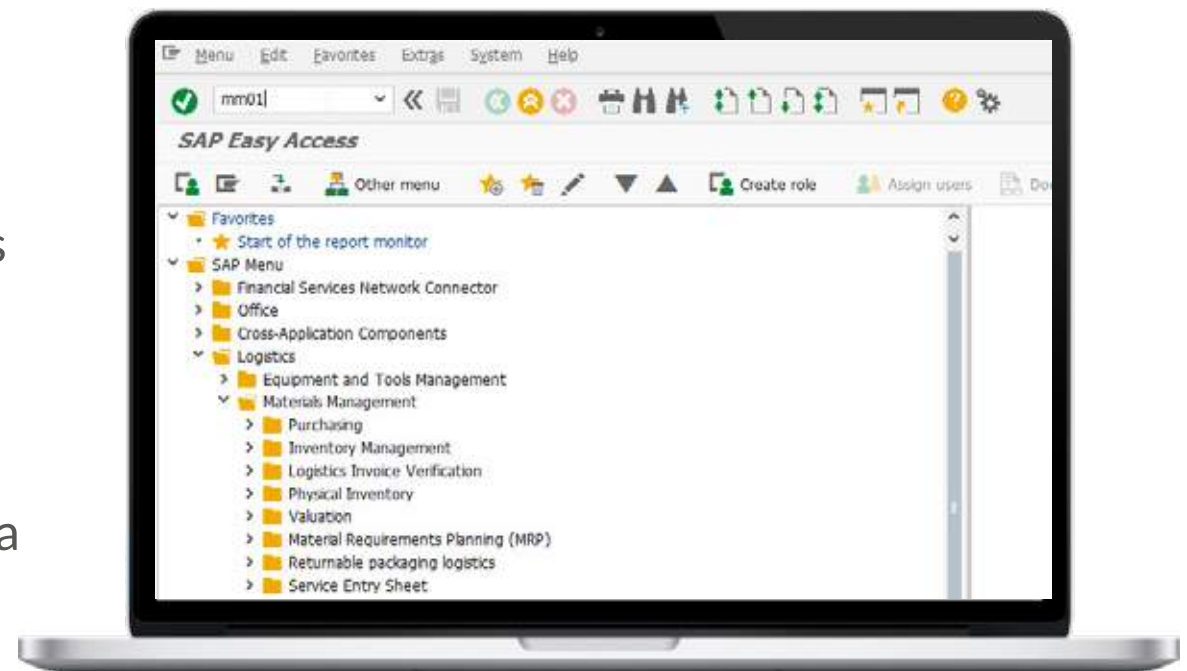 Menu Edit Favorites Extras System Help
mm01
SAP Easy Access
Other menu Create role Assign users
Favorites
Start of the report monitor
SAP Menu
Financial Services Network Connector
Office
Cross-Application Components
s
Logistics
Equipment and Tools Management
Materials Management
Purchasing
Inventory Management
Logistics Invoice Verification
Physical Inventory
Valuation
a
Material Requirements Planning (MRP)
Returnable packaging logistics
Service Entry Sheet